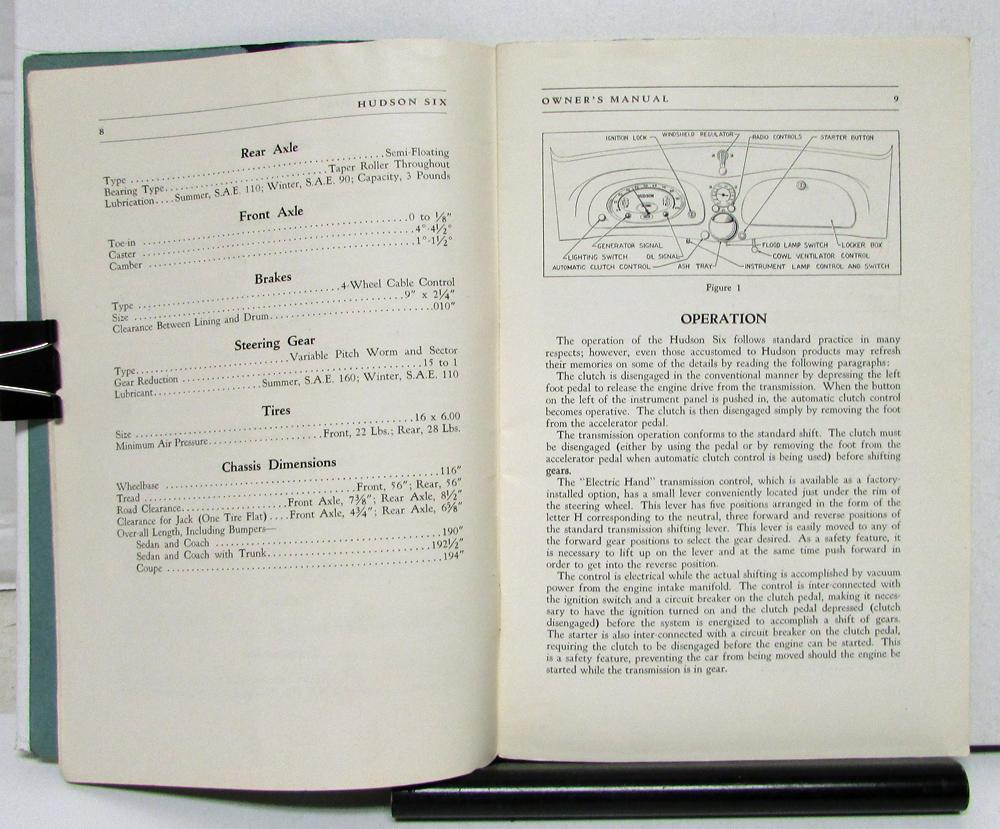 HUDSON SIX
8
Rear Axle
Type ..............................Semi-Floating
Bearing Type..............................Taper Roller Throughout
Lubrication....Summer, S.A.E. 110; Winter, S.A.E. 90; Capacity, 3 Pounds
Front Axle
Toe-in ..............................0 to 1/8"
Caster ..............................4°-4½°
Camber ..............................1°-1½°
Brakes
Type ..............................4-Wheel Cable Control
Size ..............................9" x 2¼"
Clearance Between Lining and Drum..............................010"
Steering Gear
Type..............................Variable Pitch Worm and Sector
Gear Reduction ..............................15 to 1
Lubricant..............................Summer, S.A.E. 160; Winter, S.A.E. 110
Tires
Size ..............................16 x 6.00
Minimum Air Pressure..............................Front, 22 Lbs.; Rear, 28 Lbs.
Chassis Dimensions
Wheelbase ..............................116"
Tread ..............................Front, 56"; Rear, 56"
Road Clearance..............................Front Axle, 7⅜"; Rear Axle, 8½"
Clearance for Jack (One Tire Flat) ....Front Axle, 4¾"; Rear Axle, 6⅝"
Over-all Length, Including Bumpers—
Sedan and Coach ..............................190"
Sedan and Coach with Trunk..............................192½"
Coupe ..............................194"
OWNER'S MANUAL 9
IGNITION LOCK WINDSHIELD REGULATOR RADIO CONTROLS STARTER BUTTON
GENERATOR SIGNAL FLOOD LAMP SWITCH LOCKER BOX
LIGHTING SWITCH OIL SIGNAL COWL VENTILATOR CONTROL
AUTOMATIC CLUTCH CONTROL ASH TRAY INSTRUMENT LAMP CONTROL AND SWITCH
Figure 1
OPERATION
The operation of the Hudson Six follows standard practice in many
respects; however, even those accustomed to Hudson products may refresh
their memories on some of the details by reading the following paragraphs:
The clutch is disengaged in the conventional manner by depressing the left
foot pedal to release the engine drive from the transmission. When the button
on the left of the instrument panel is pushed in, the automatic clutch control
becomes operative. The clutch is then disengaged simply by removing the foot
from the accelerator pedal.
The transmission operation conforms to the standard shift. The clutch must
be disengaged (either by using the pedal or by removing the foot from the
accelerator pedal when automatic clutch control is being used) before shifting
gears.
The "Electric Hand" transmission control, which is available as a factory-
installed option, has a small lever conveniently located just under the rim of
the steering wheel. This lever has five positions arranged in the form of the
letter H corresponding to the neutral, three forward and reverse positions of
the standard transmission shifting lever. This lever is easily moved to any of
the forward gear positions to select the gear desired. As a safety feature, it
is necessary to lift up on the lever and at the same time push forward in
order to get into the reverse position.
The control is electrical while the actual shifting is accomplished by vacuum
power from the engine intake manifold. The control is inter-connected with
the ignition switch and a circuit breaker on the clutch pedal, making it neces-
sary to have the ignition turned on and the clutch pedal depressed (clutch
disengaged) before the system is energized to accomplish a shift of gears.
The starter is also inter-connected with a circuit breaker on the clutch pedal,
requiring the clutch to be disengaged before the engine can be started. This
is a safety feature, preventing the car from being moved should the engine be
started while the transmission is in gear.